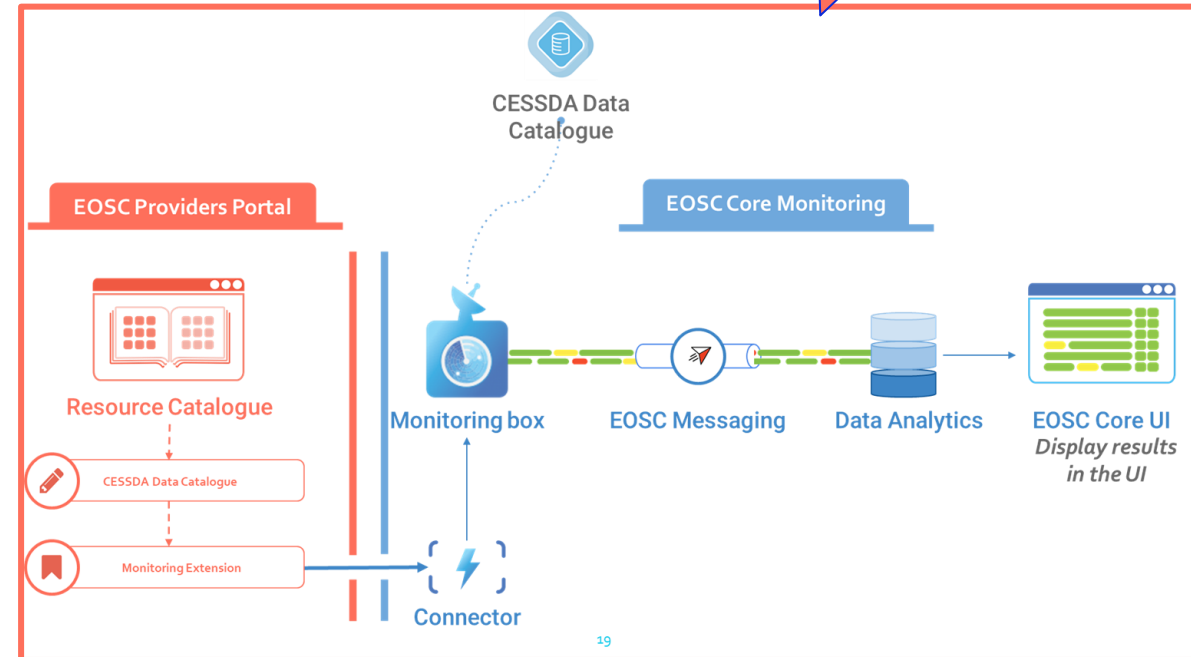 CESSDA Data
Catalogue
EOSC Providers Portal
EOSC Core Monitoring
Resource Catalogue
CESSDA Data Catalogue
Monitoring Extension
Monitoring box
EOSC Messaging
Data Analytics
EOSC Core UI
Display results
in the UI
Connector
19